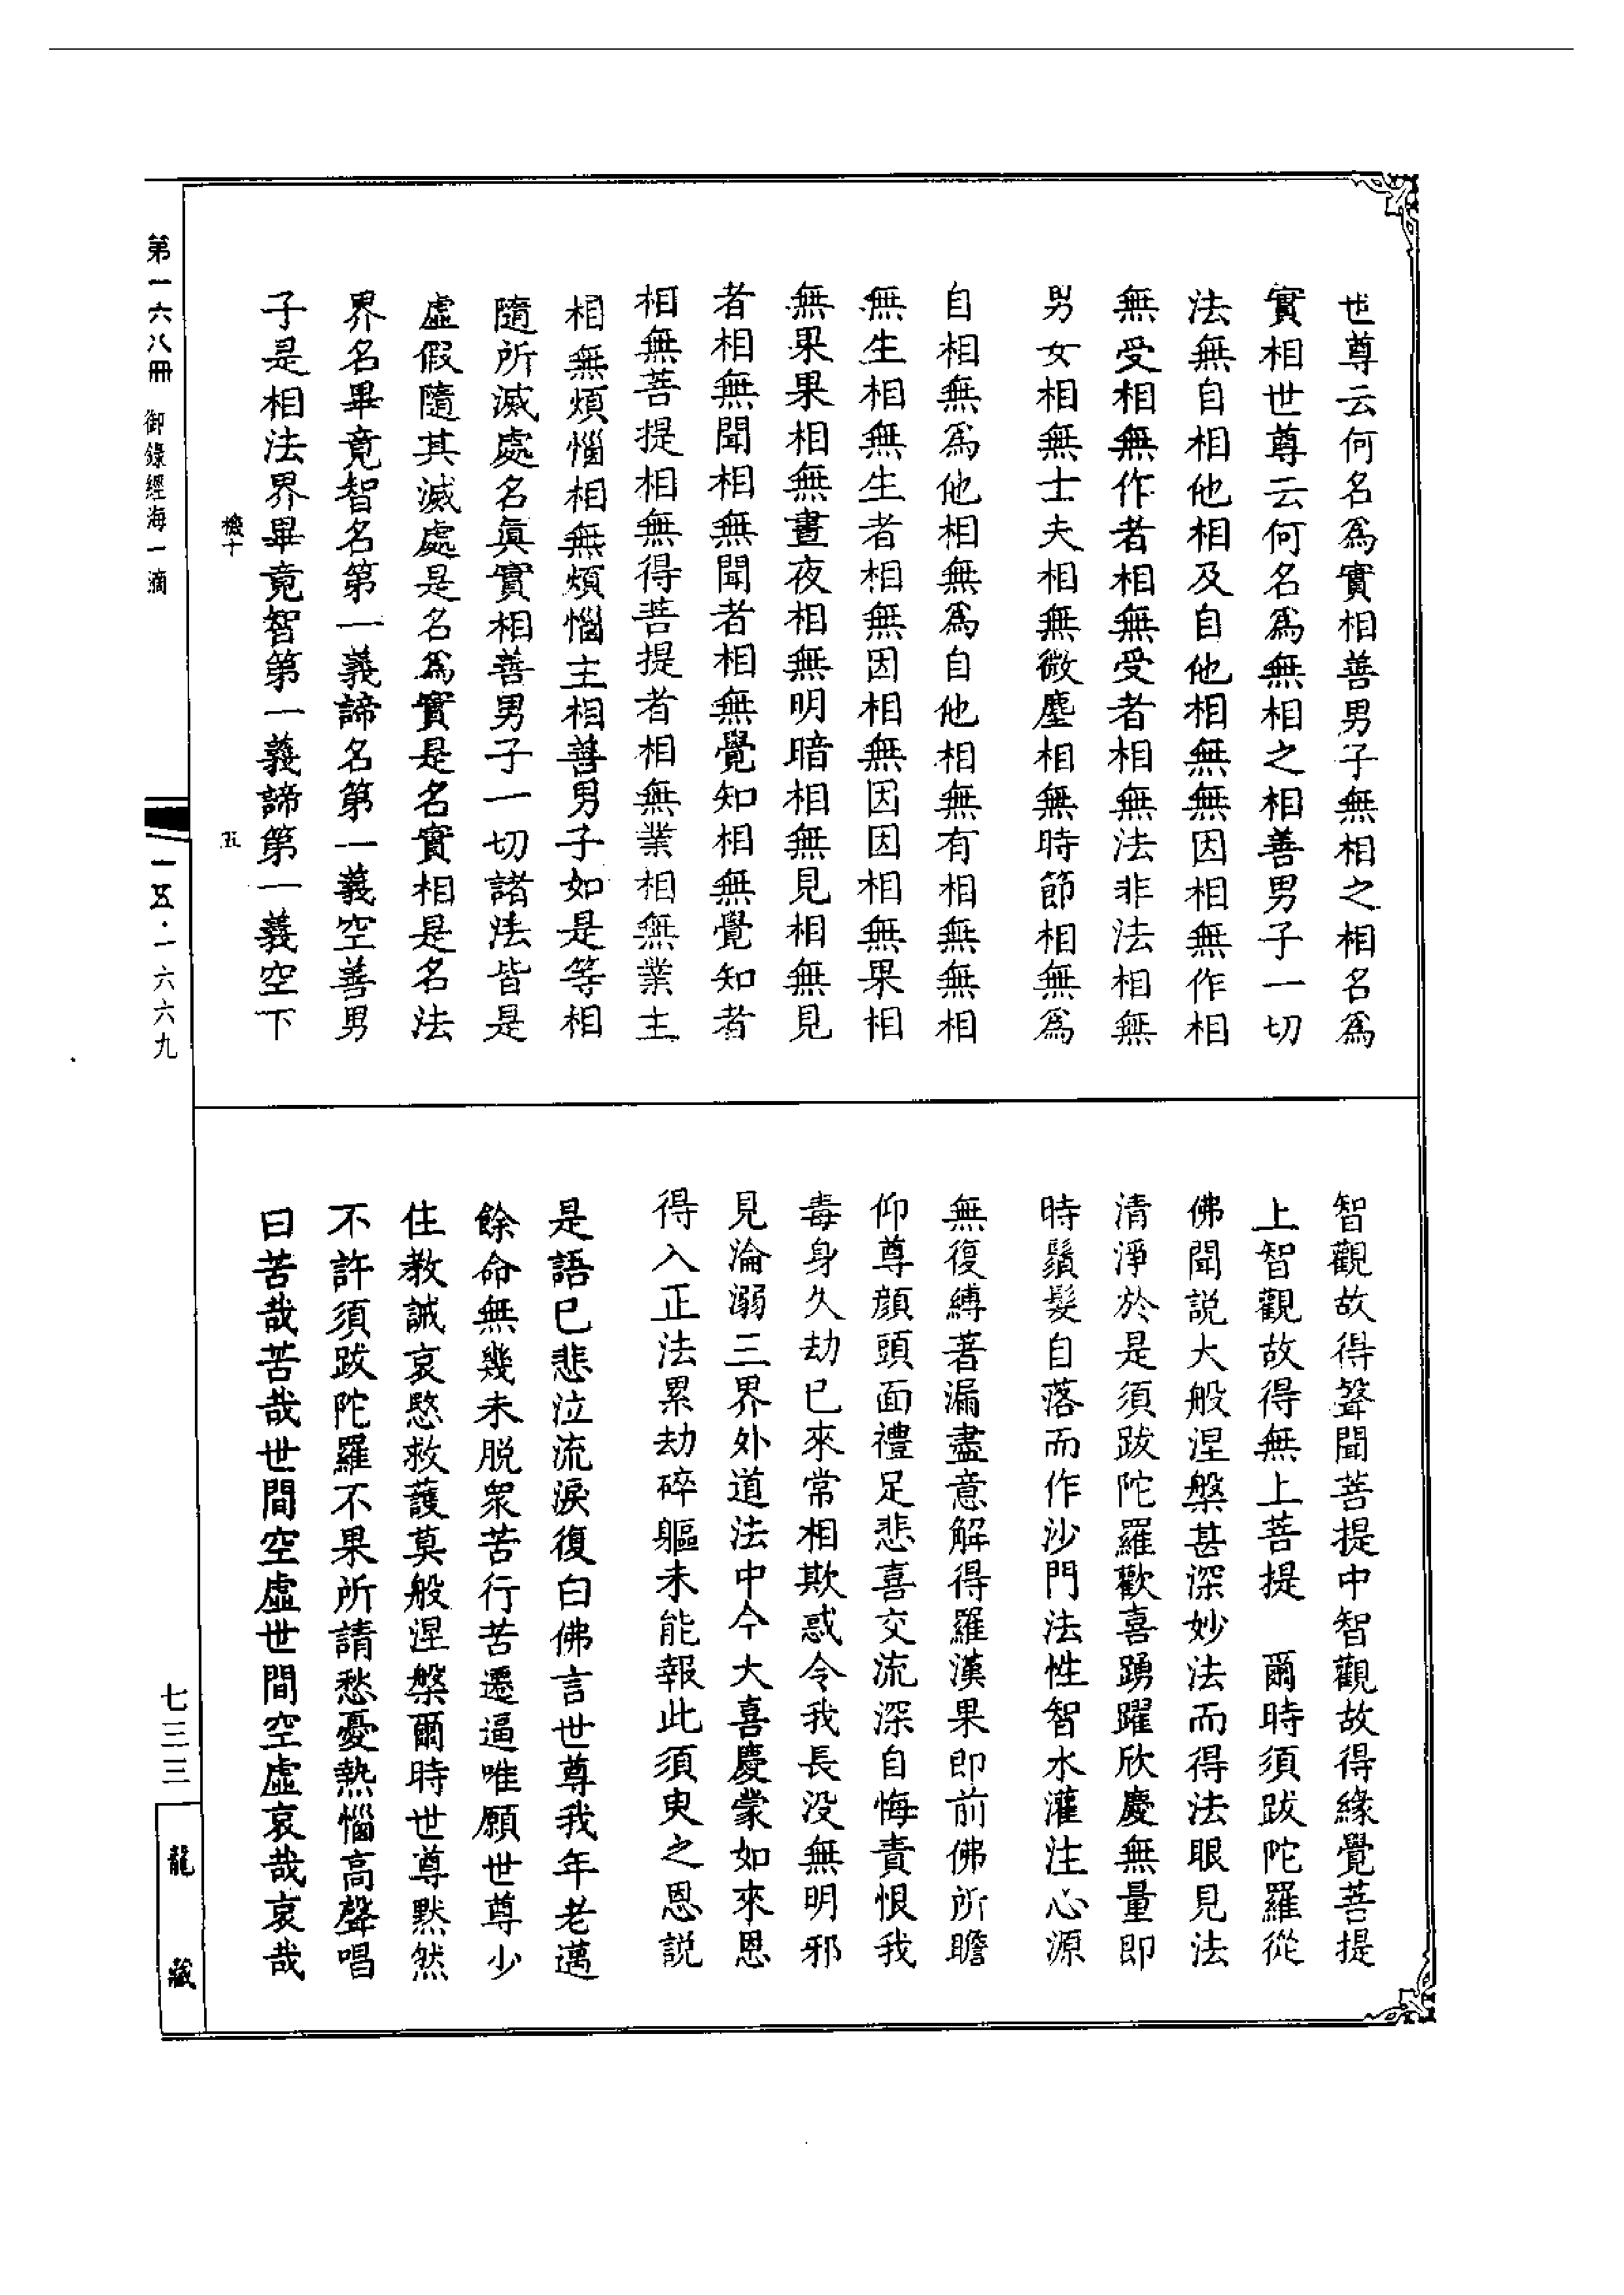 世尊云何名為實相善男子無相之相名為
實相世尊云何名為無相之相善男子一切
法無自相他相及自他相無無因相無作相
無受相無作者相無受者相無法非法相無
男女相無士夫相無微塵相無時節相無為
自相無為他相無為自他相無有相無無相
無生相無生者相無因相無因因相無果相
無果果相無晝夜相無明暗相無見相無見
者相無聞相無聞者相無覺知相無覺知者
相無菩提相無得菩提者相無業相無業主
相無煩惱相無煩惱主相善男子如是等相
隨所滅處名真實相善男子一切諸法皆是
虛假隨其滅處是名為實是名實相是名法
界名畢竟智名第一義諦名第一義空善男
子是相法界畢竟智第一義諦第一義空下
機十
五
智觀故得聲聞菩提中智觀故得緣覺菩提
上智觀故得無上菩提 爾時須跋陀羅從
佛聞說大般涅槃甚深妙法而得法眼見法
清淨於是須跋陀羅歡喜踴躍欣慶無量即
時鬚髮自落而作沙門法性智水灌注心源
無復縛著漏盡意解得羅漢果即前佛所瞻
仰尊顔頭面禮足悲喜交流深自悔責恨我
毒身久劫已來常相欺惑令我長沒無明邪
見淪溺三界外道法中今大喜慶蒙如來恩
得入正法累劫碎軀未能報此須臾之恩說
是語已悲泣流淚復白佛言世尊我年老邁
餘命無幾未脫眾苦行苦遷逼唯願世尊少
住教誡哀愍救護莫般涅槃爾時世尊默然
不許須跋陀羅不果所請愁憂熱惱高聲唱
曰苦哉苦哉世間空虛世間空虛哀哉哀哉
第一六八冊 御錄經海一滴
一五·一六六九
七三三
龍藏